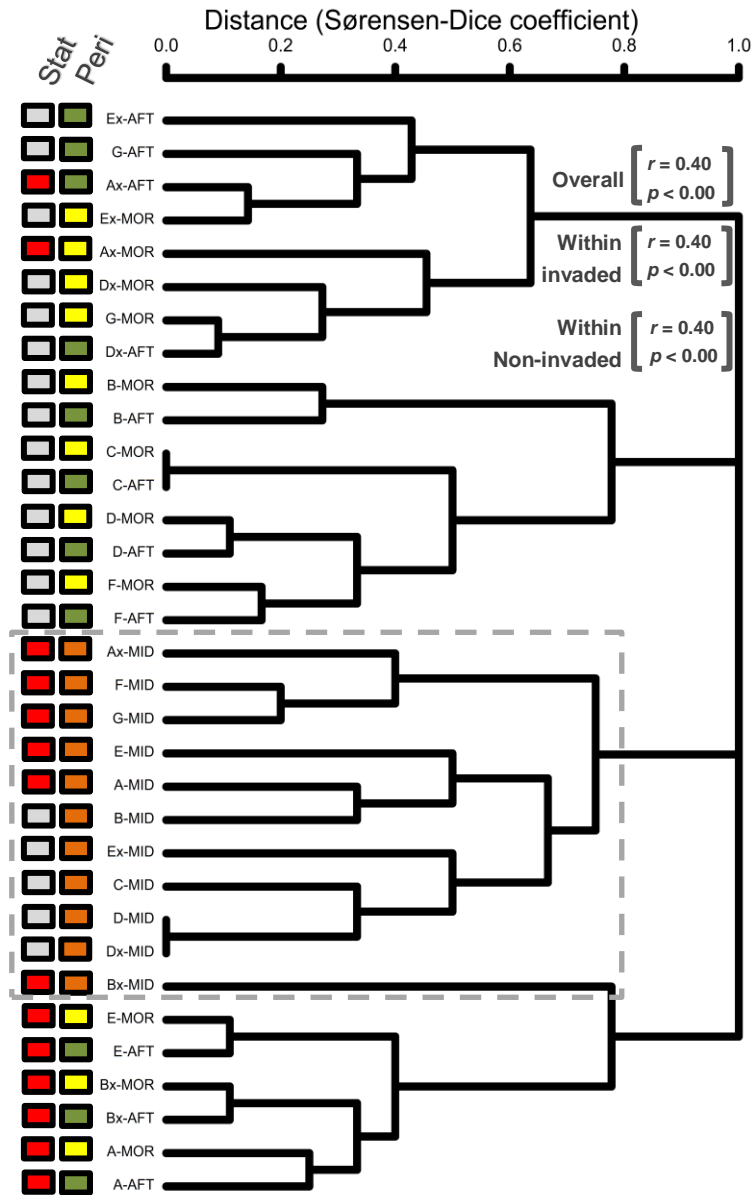 Distance (Sørensen-Dice coefficient)
Stat
Peri
0.0 0.2 0.4 0.6 0.8 1.0
Ex-AFT
G-AFT
Ax-AFT
Ex-MOR
Ax-MOR
Dx-MOR
G-MOR
Dx-AFT
B-MOR
B-AFT
C-MOR
C-AFT
D-MOR
D-AFT
F-MOR
F-AFT
Ax-MID
F-MID
G-MID
E-MID
A-MID
B-MID
Ex-MID
C-MID
D-MID
Dx-MID
Bx-MID
E-MOR
E-AFT
Bx-MOR
Bx-AFT
A-MOR
A-AFT
Overall
r = 0.40
p < 0.00
Within
invaded
r = 0.40
p < 0.00
Within
Non-invaded
r = 0.40
p < 0.00